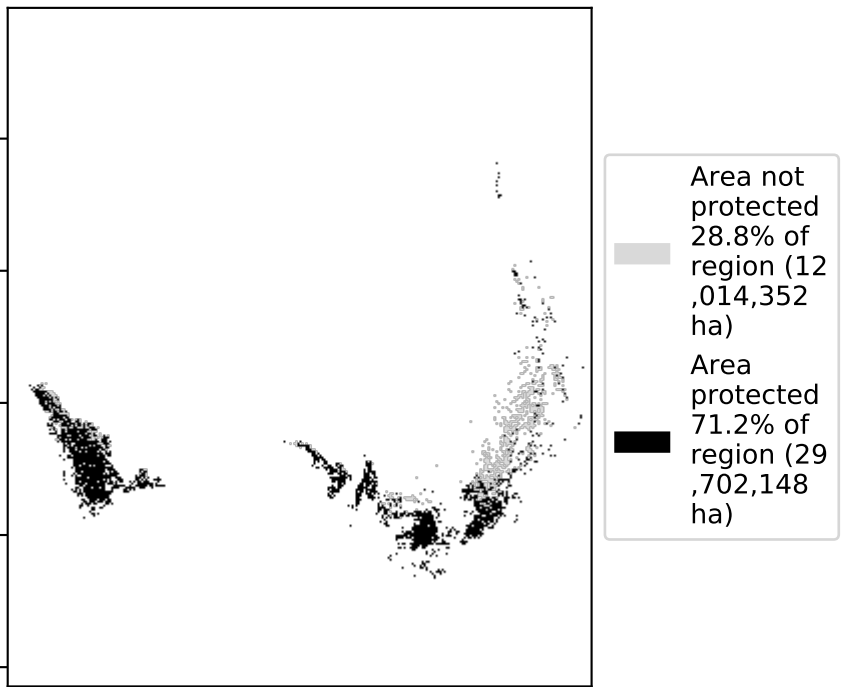 Area not
protected
28.8% of
region (12
,014,352
ha)
Area
protected
71.2% of
region (29
,702,148
ha)